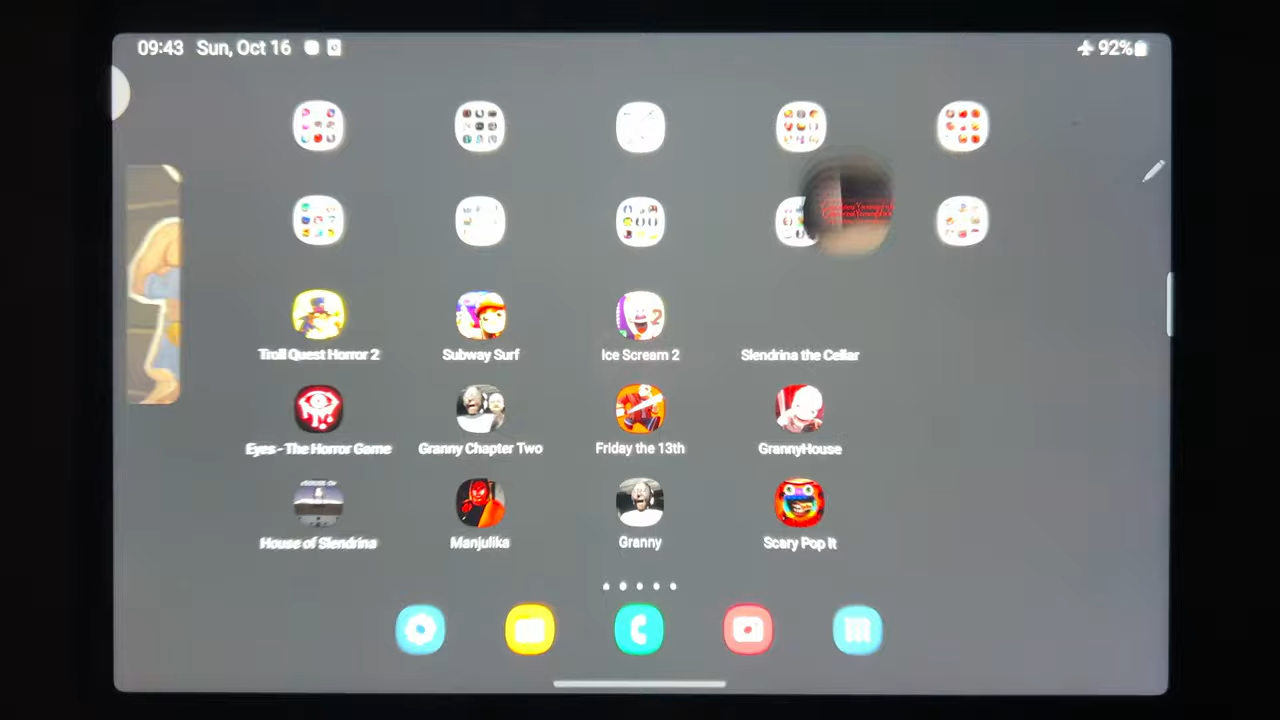 09:43 Sun, Oct 16 92%
Troll Quest Horror 2 Subway Surf Ice Scream 2 Slendrina the Cellar
Eyes - The Horror Game Granny Chapter Two Friday the 13th GrannyHouse
House of Slendrina Manjulika Granny Scary Pop It